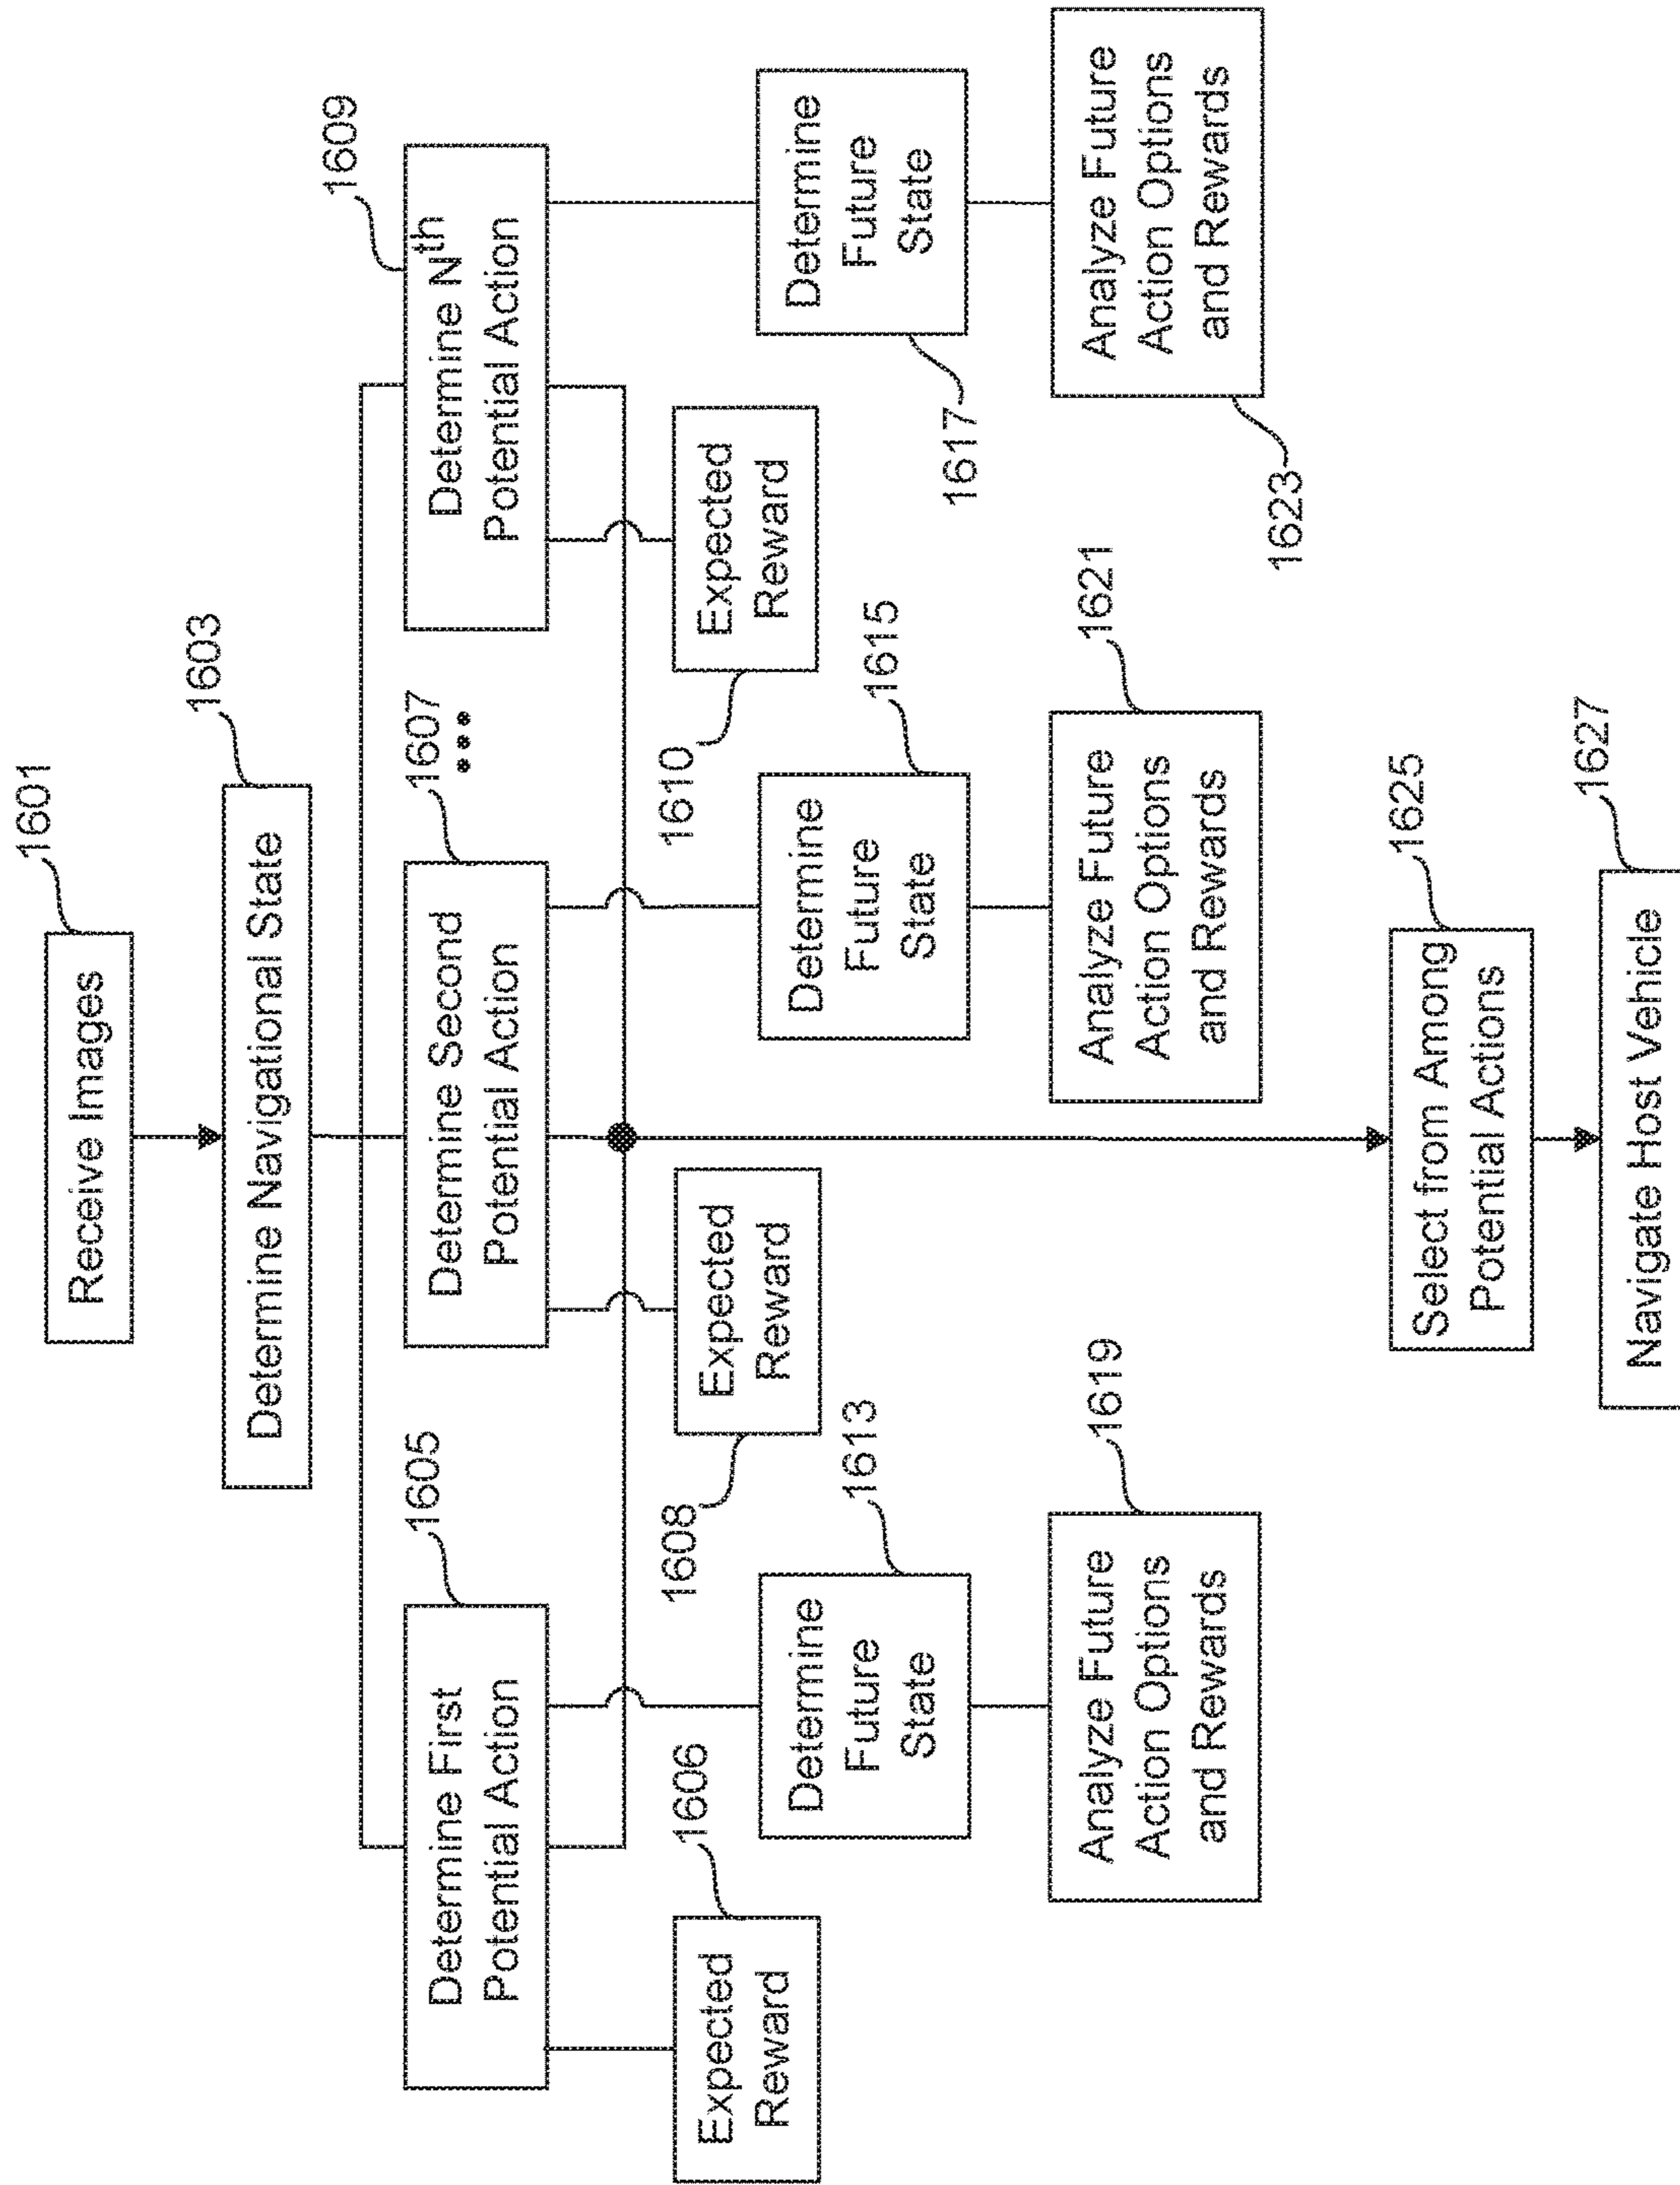 1601
Receive Images
1603
Determine Navigational State
1605
Determine First
Potential Action
1607
Determine Second
Potential Action
•••
1609
Determine Nth
Potential Action
1606
Expected
Reward
1608
Expected
Reward
1610
Expected
Reward
1613
Determine
Future
State
1615
Determine
Future
State
1617
Determine
Future
State
1619
Analyze Future
Action Options
and Rewards
1621
Analyze Future
Action Options
and Rewards
1623
Analyze Future
Action Options
and Rewards
1625
Select from Among
Potential Actions
1627
Navigate Host Vehicle